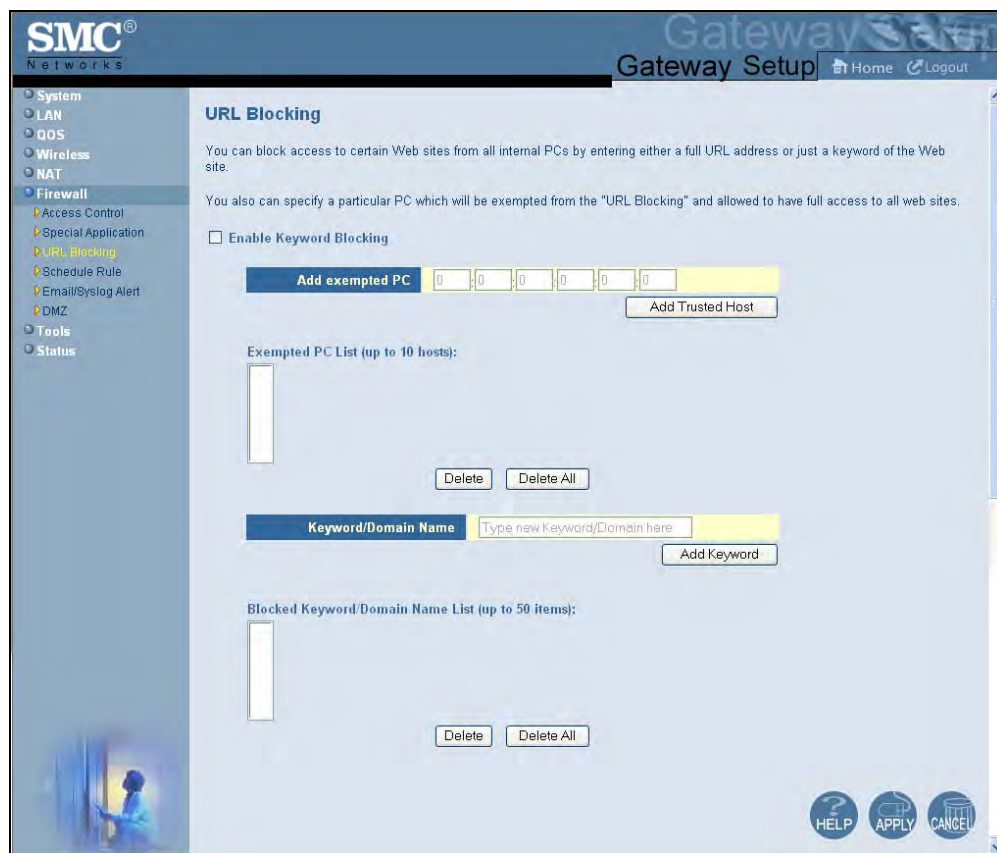 SMC®
Networks
Gateway Setup
Gateway Setup
Home
Logout
System
LAN
QOS
Wireless
NAT
Firewall
Access Control
Special Application
URL Blocking
Schedule Rule
Email/Syslog Alert
DMZ
Tools
Status
URL Blocking
You can block access to certain Web sites from all internal PCs by entering either a full URL address or just a keyword of the Web
site.
You also can specify a particular PC which will be exempted from the "URL Blocking" and allowed to have full access to all web sites.
Enable Keyword Blocking
Add exempted PC 0 :0 :0 :0 :0 :0
Add Trusted Host
Exempted PC List (up to 10 hosts):
Delete Delete All
Keyword/Domain Name Type new Keyword/Domain here
Add Keyword
Blocked Keyword/Domain Name List (up to 50 items):
Delete Delete All
HELP APPLY CANCEL